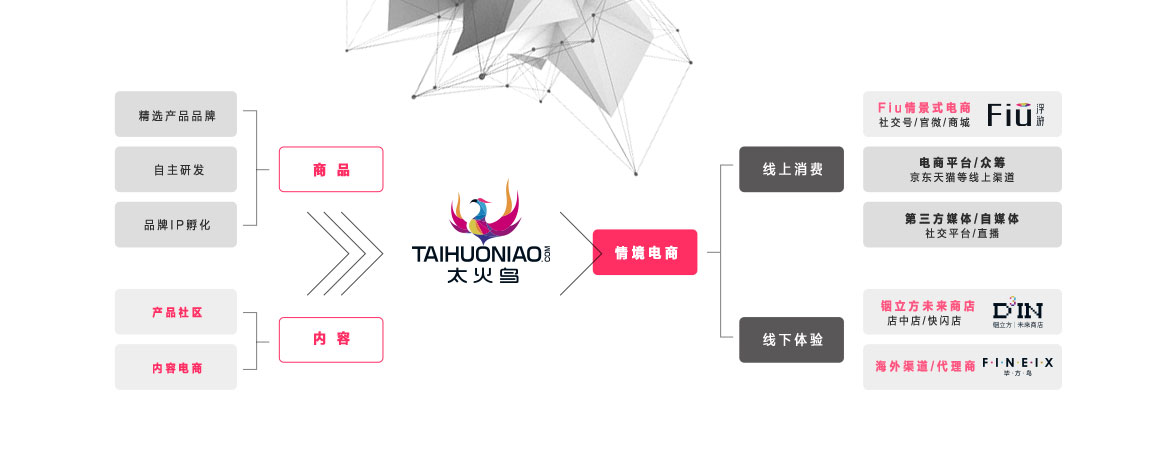 精选产品品牌
自主研发
品牌IP孵化
商 品
产品社区
内容电商
内 容
TAIHUONIAO.COM
太火鸟
情境电商
线上消费
Fiu情景式电商
社交号/官微/商城
Fiu 浮游
电商平台/众筹
京东天猫等线上渠道
第三方媒体/自媒体
社交平台/直播
线下体验
铟立方未来商店
店中店/快闪店
D3IN
铟立方|未来商店
海外渠道/代理商
F·I·N·E·I·X
毕·方·鸟